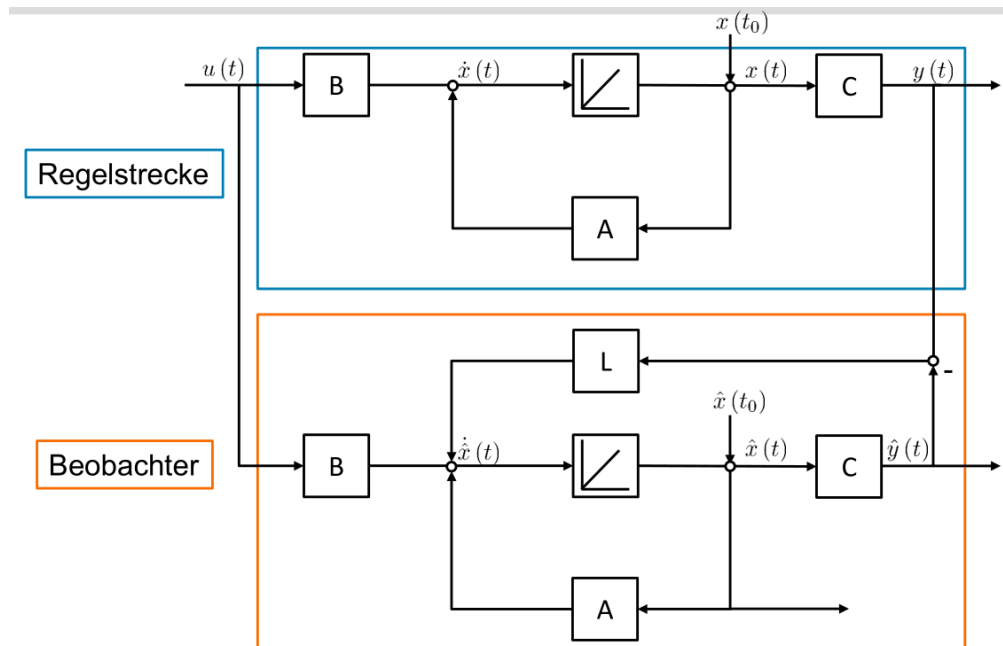 x (t₀)
u (t)
B
ẋ (t)
x (t)
C
y (t)
Regelstrecke
A
L
-
x̂ (t₀)
Beobachter
B
x̂̇ (t)
x̂ (t)
C
ŷ (t)
A